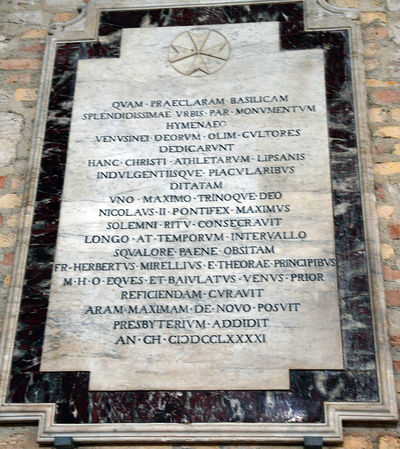 QVAM · PRAECLARAM · BASILICAM
SPLENDIDISSIMAE VRBIS · PAR · MONVMENTVM
HYMENAEO
VENVSINEI DEORVM · OLIM · CVLTORES
DEDICARVNT
HANC · CHRISTI · ATHLETARVM · LIPSANIS
INDVLGENTIISQVE · PIACVLARIBVS
DITATAM
VNO · MAXIMO · TRINOQVE · DEO
NICOLAVS · II · PONTIFEX · MAXIMVS
SOLEMNI · RITV · CONSECRAVIT
LONGO · AT · TEMPORVM · INTERVALLO
SQVALORE · PAENE · OBSITAM
FR · HERBERTVS · MIRELLIVS · E · THEORAE · PRINCIPIBVS
M · H · O · EQVES · ET · BAIVLATVS · VENVS · PRIOR
REFICIENDAM · CVRAVIT
ARAM · MAXIMAM · DE · NOVO · POSVIT
PRESBYTERIVM · ADDIDIT
AN · CH · CIƆIƆCCLXXXXI